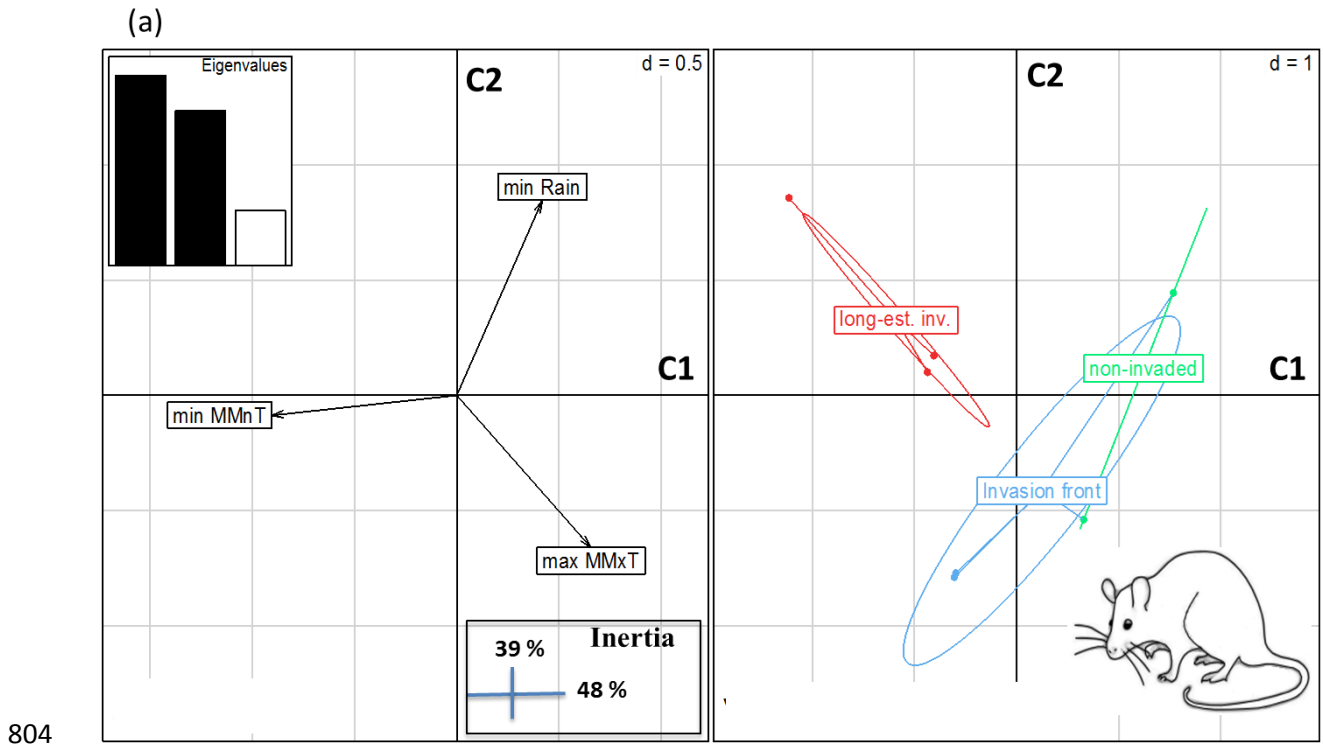 (a)
Eigenvalues
d = 0.5
C2
min Rain
C1
min MMnT
max MMxT
Inertia
39 %
48 %
d = 1
C2
long-est. inv.
non-invaded
C1
Invasion front
804